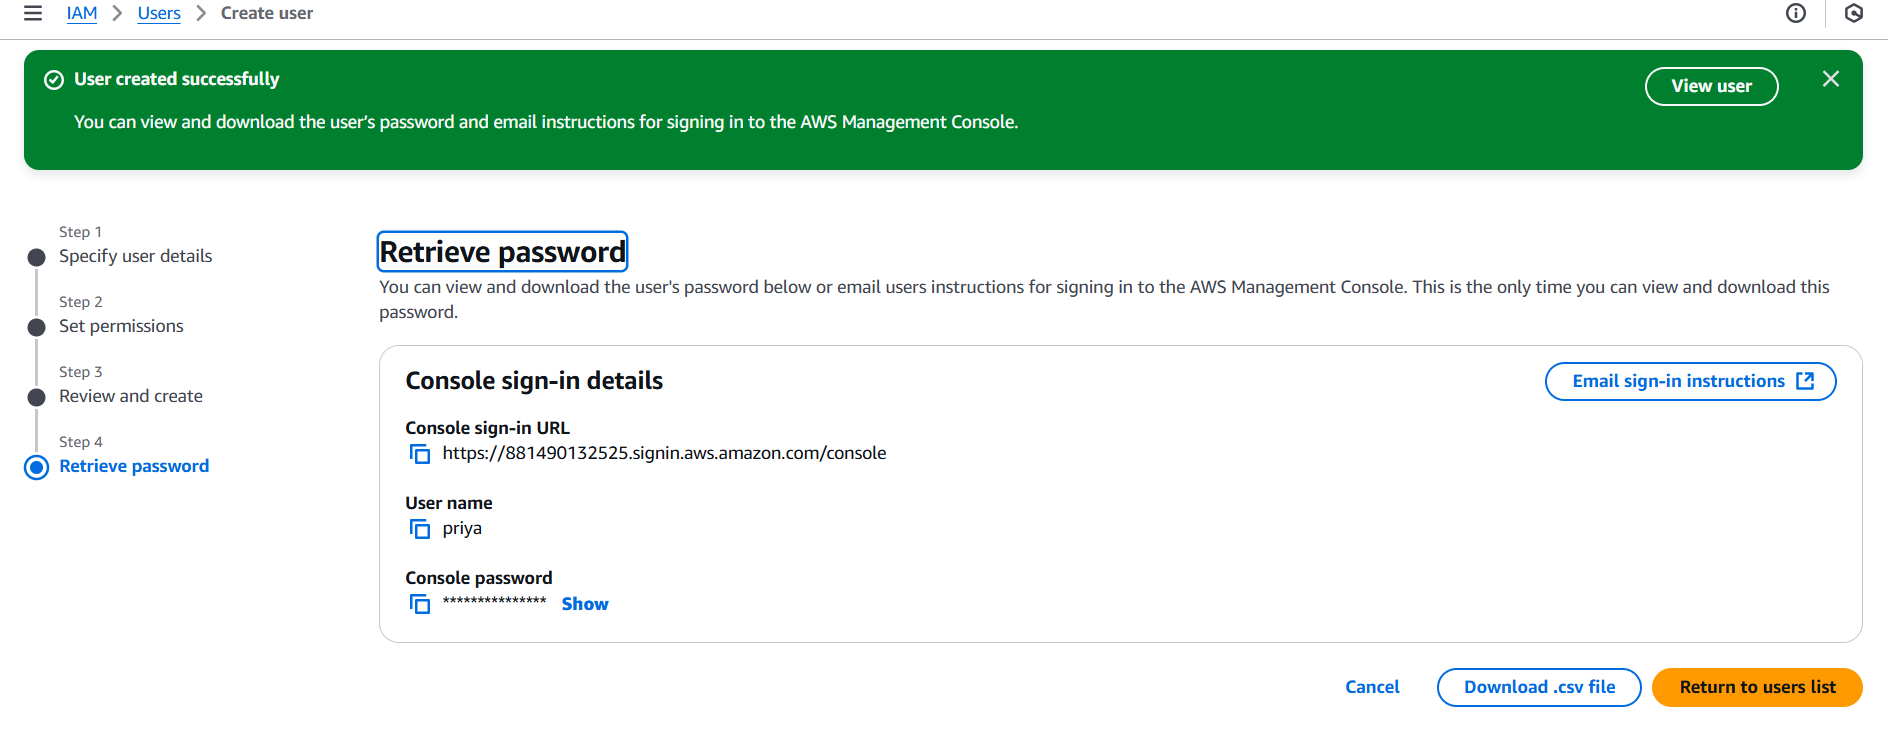 IAM > Users > Create user
User created successfully
View user
You can view and download the user's password and email instructions for signing in to the AWS Management Console.
Step 1
Specify user details
Step 2
Set permissions
Step 3
Review and create
Step 4
Retrieve password
Retrieve password
You can view and download the user's password below or email users instructions for signing in to the AWS Management Console. This is the only time you can view and download this
password.
Console sign-in details
Email sign-in instructions
Console sign-in URL
https://881490132525.signin.aws.amazon.com/console
User name
priya
Console password
*************** Show
Cancel
Download .csv file
Return to users list